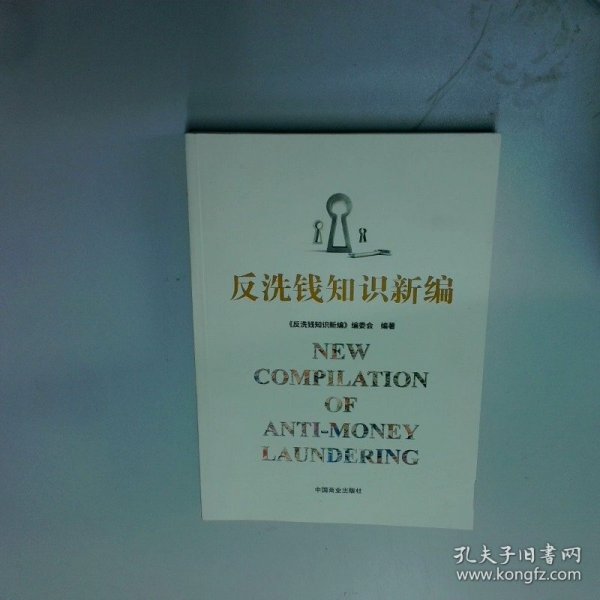 反洗钱知识新编
《反洗钱知识新编》编委会 编著
NEW
COMPILATION
OF
ANTI-MONEY
LAUNDERING
中国商业出版社
孔夫子旧书网
www.kongfz.com